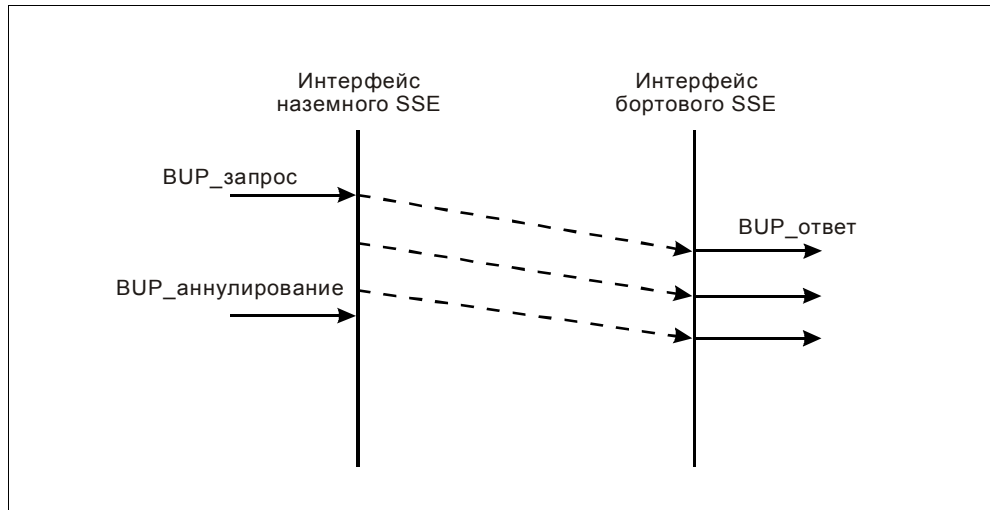 Интерфейс
наземного SSE
Интерфейс
бортового SSE
BUP_запрос
BUP_ответ
BUP_аннулирование